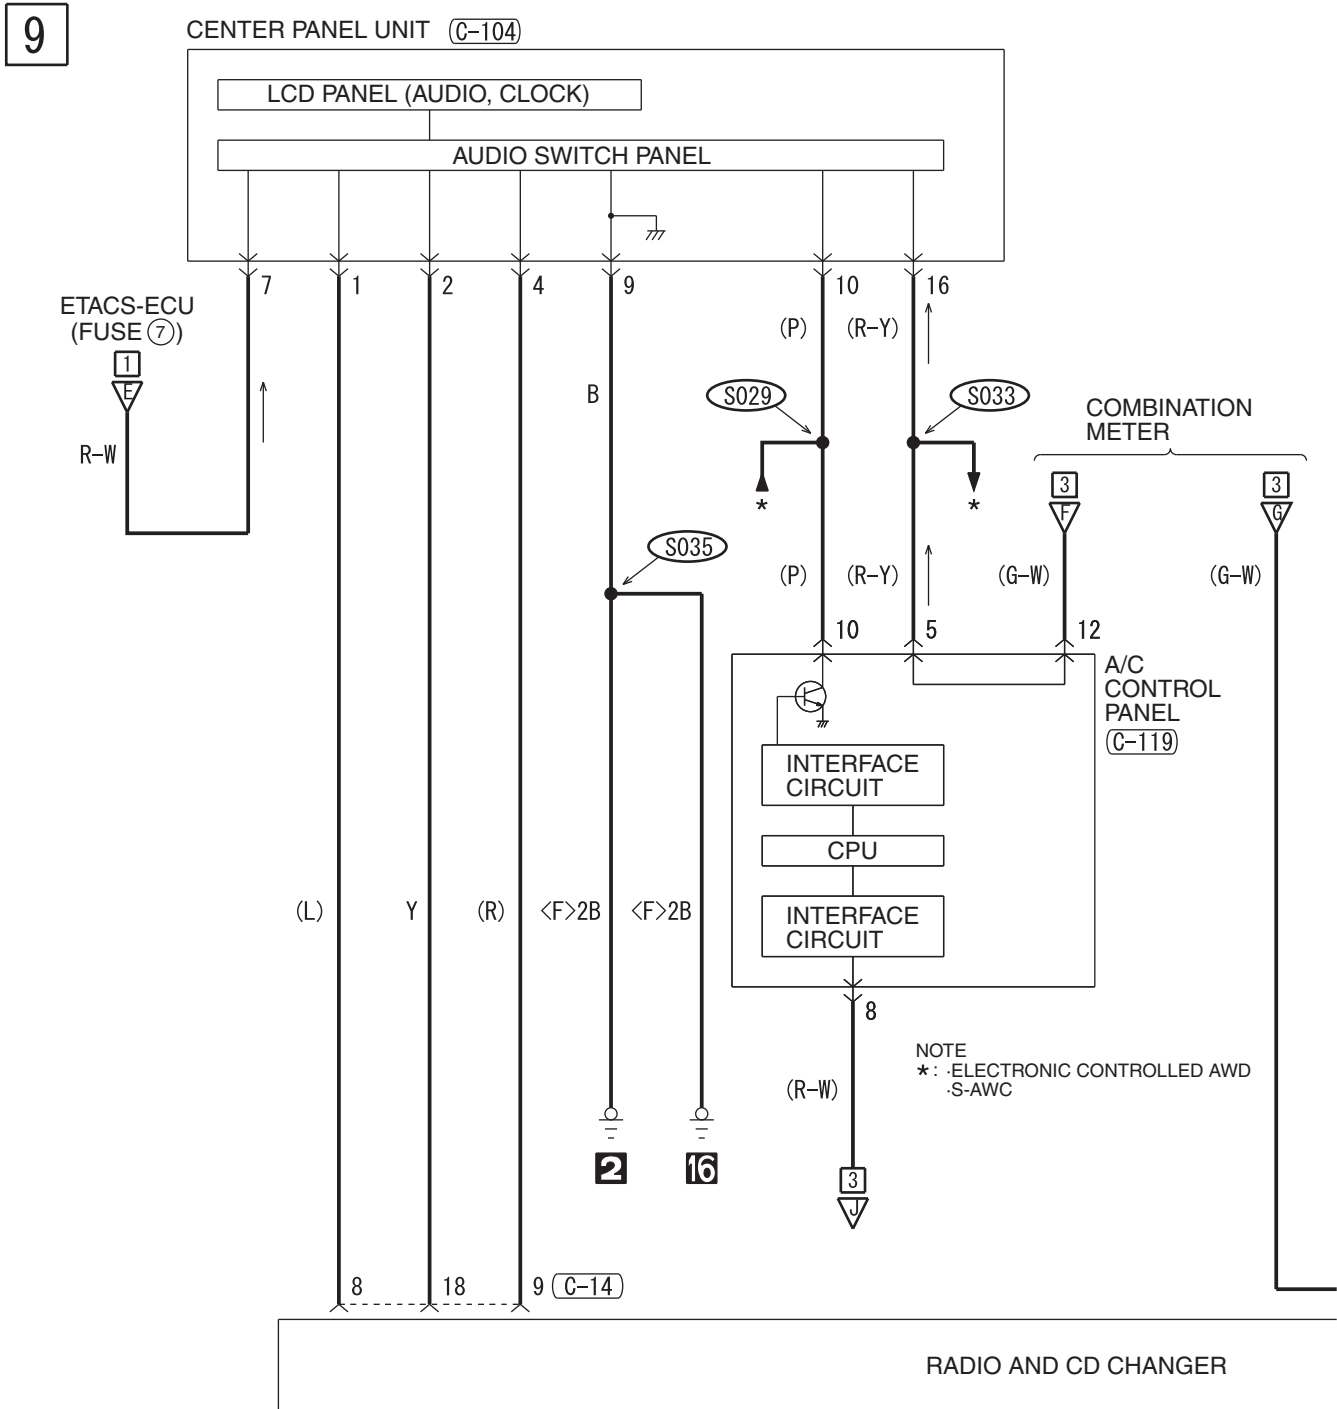 9
CENTER PANEL UNIT (C-104)
LCD PANEL (AUDIO, CLOCK)
AUDIO SWITCH PANEL
7 1 2 4 9 10 16
ETACS-ECU
(FUSE 7)
1
E
R-W
(P) (R-Y)
B
S029 S033
* *
COMBINATION
METER
3 3
F G
S035
(P) (R-Y) (G-W) (G-W)
10 5 12
A/C
CONTROL
PANEL
(C-119)
INTERFACE
CIRCUIT
CPU
INTERFACE
CIRCUIT
(L) Y (R) <F>2B <F>2B
8
NOTE
*: ·ELECTRONIC CONTROLLED AWD
·S-AWC
(R-W)
2 16
3
J
8 18 9 (C-14)
RADIO AND CD CHANGER